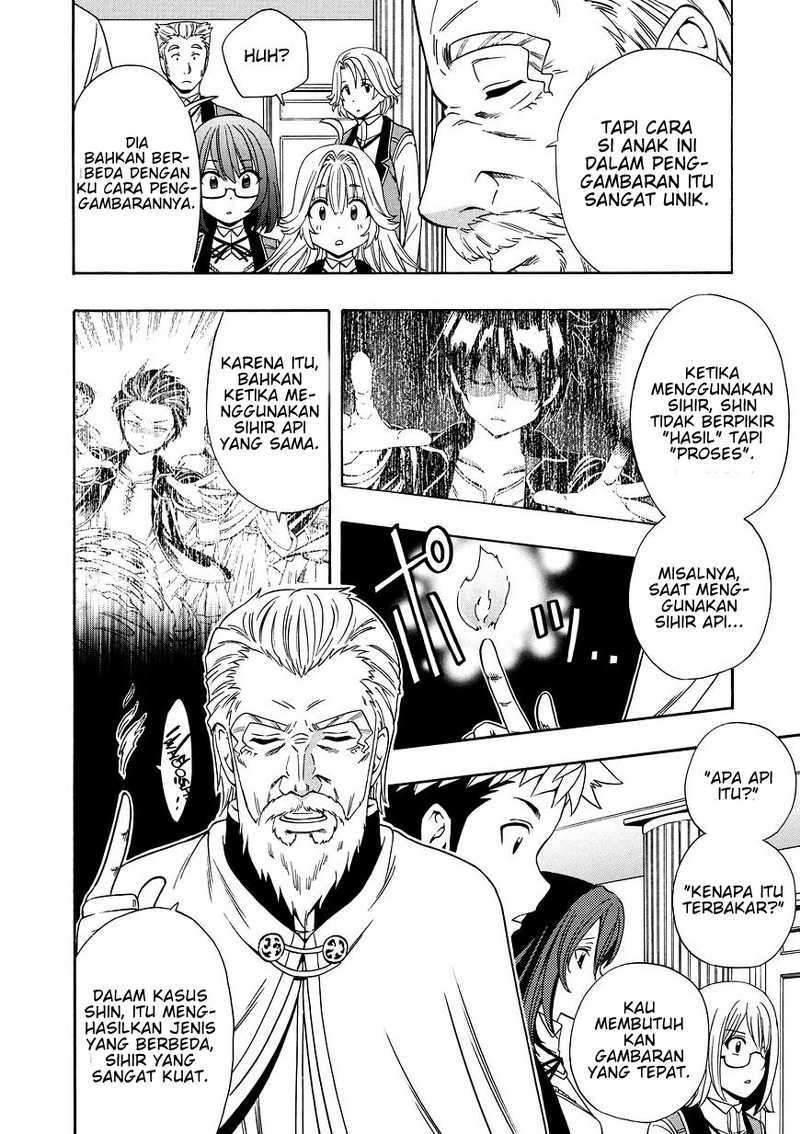 TAPI CARA
SI ANAK INI
DALAM PENG-
GAMBARAN ITU
SANGAT UNIK.
HUH?
DIA
BAHKAN BER-
BEDA DENGAN
KU CARA PENG-
GAMBARANNYA.
KETIKA
MENGGUNAKAN
SIHIR, SHIN
TIDAK BERPIKIR
"HASIL" TAPI
"PROSES".
MISALNYA,
SAAT MENG-
GUNAKAN
SIHIR API...
KARENA ITU,
BAHKAN
KETIKA ME-
NGGUNAKAN
SIHIR API
YANG SAMA.
"APA API
ITU?"
"KENAPA ITU
TERBAKAR?"
KAU
MEMBUTUH
KAN
GAMBARAN
YANG TEPAT.
DALAM KASUS
SHIN, ITU MENG-
HASILKAN JENIS
YANG BERBEDA,
SIHIR YANG
SANGAT KUAT.